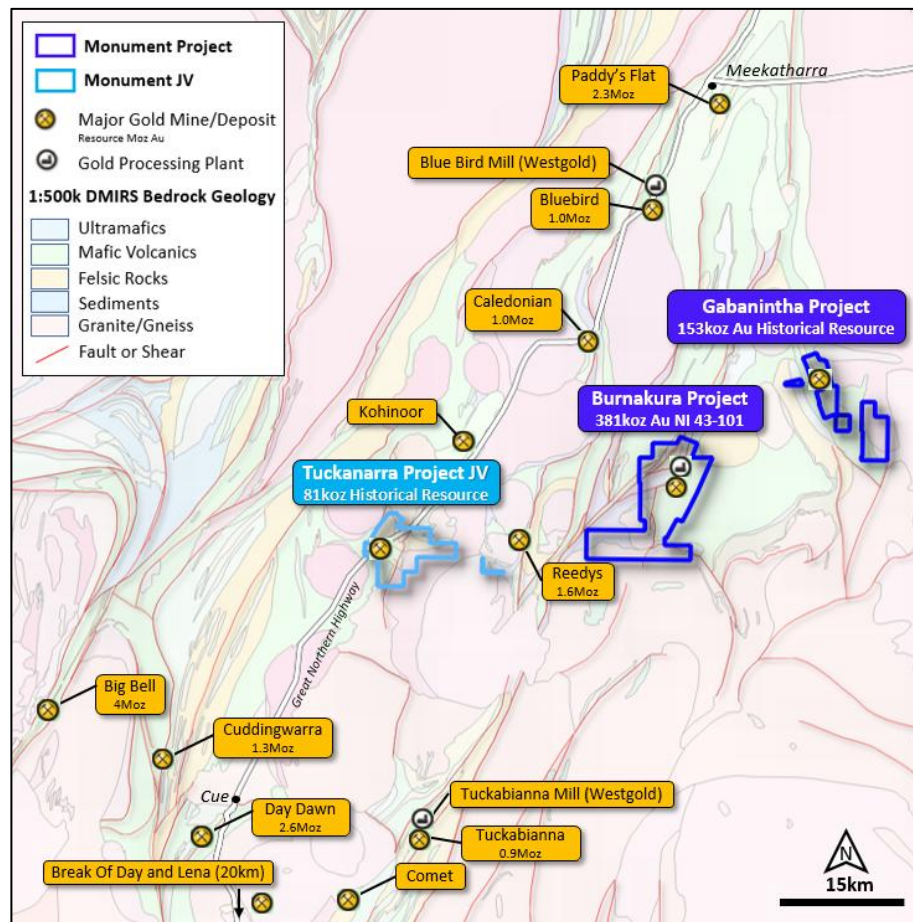 Monument Project
Monument JV
Major Gold Mine/Deposit
Resource Moz Au
Gold Processing Plant
1:500k DMIRS Bedrock Geology
Ultramafics
Mafic Volcanics
Felsic Rocks
Sediments
Granite/Gneiss
Fault or Shear
Paddy's Flat
2.3Moz
Meekatharra
Blue Bird Mill (Westgold)
Bluebird
1.0Moz
Caledonian
1.0Moz
Gabanintha Project
153koz Au Historical Resource
Burnakura Project
381koz Au NI 43-101
Kohinoor
Tuckanarra Project JV
81koz Historical Resource
Reedys
1.6Moz
Great Northern Highway
Big Bell
4Moz
Cuddingwarra
1.3Moz
Cue
Day Dawn
2.6Moz
Tuckabianna Mill (Westgold)
Tuckabianna
0.9Moz
Break Of Day and Lena (20km)
Comet
N
15km